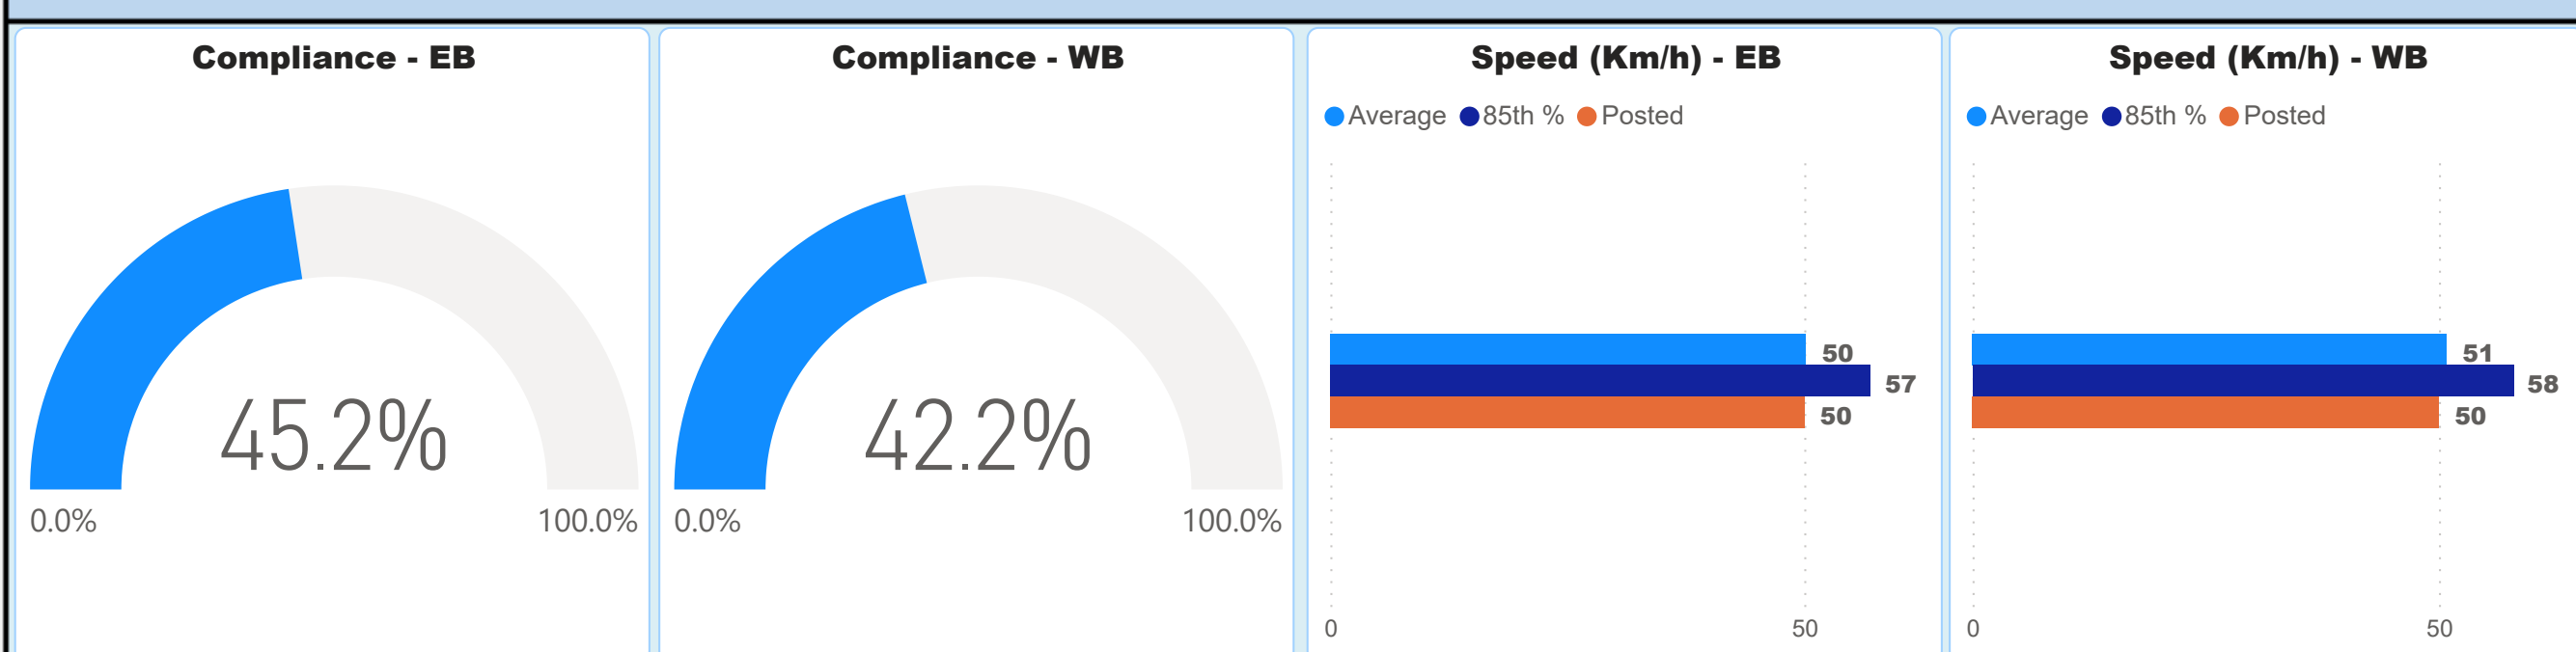 Compliance - EB
45.2%
0.0%
100.0%
Compliance - WB
42.2%
0.0%
100.0%
Speed (Km/h) - EB
Average 85th % Posted
50
57
50
0
50
Speed (Km/h) - WB
Average 85th % Posted
51
58
50
0
50